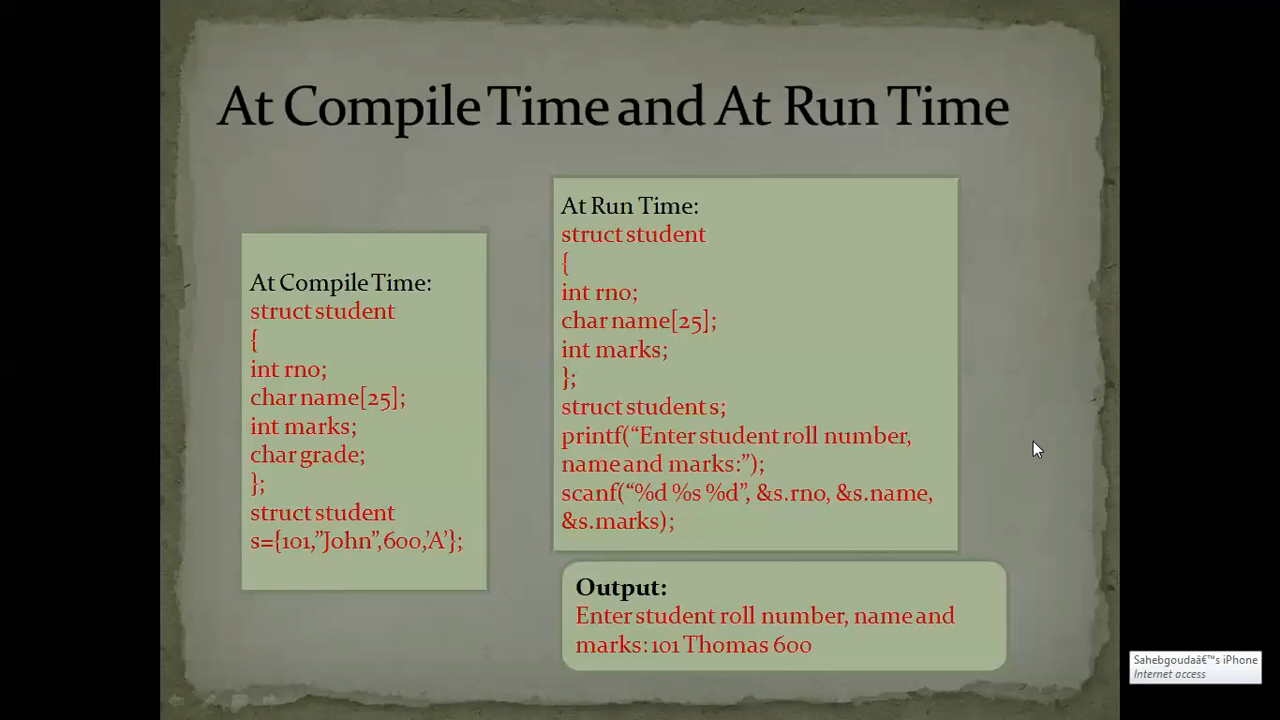 At Compile Time and At Run Time
At Compile Time:
struct student
{
int rno;
char name[25];
int marks;
char grade;
};
struct student
s={101,”John”,600,’A’};
At Run Time:
struct student
{
int rno;
char name[25];
int marks;
};
struct student s;
printf(“Enter student roll number,
name and marks:”);
scanf(“%d %s %d”, &s.rno, &s.name,
&s.marks);
Output:
Enter student roll number, name and
marks: 101 Thomas 600
Sahebgoudaâ€™s iPhone
Internet access